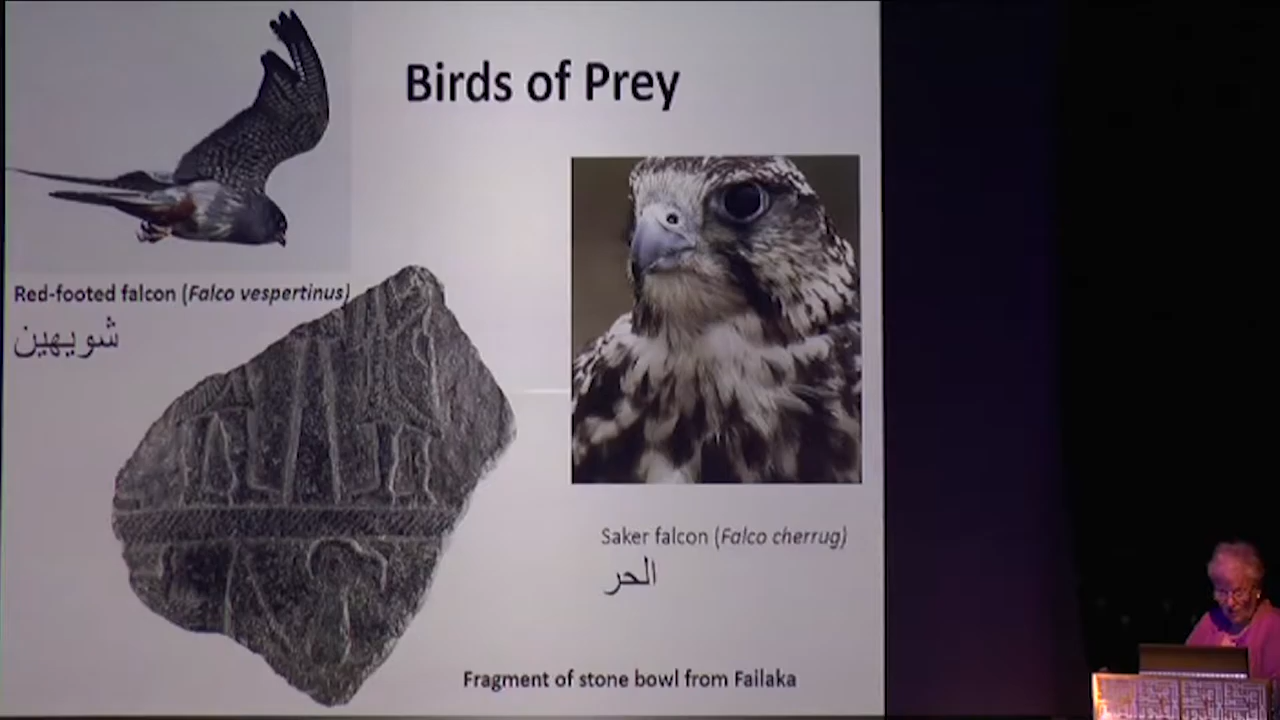 Birds of Prey
Red-footed falcon (Falco vespertinus)
شويهين
Saker falcon (Falco cherrug)
الحر
Fragment of stone bowl from Failaka